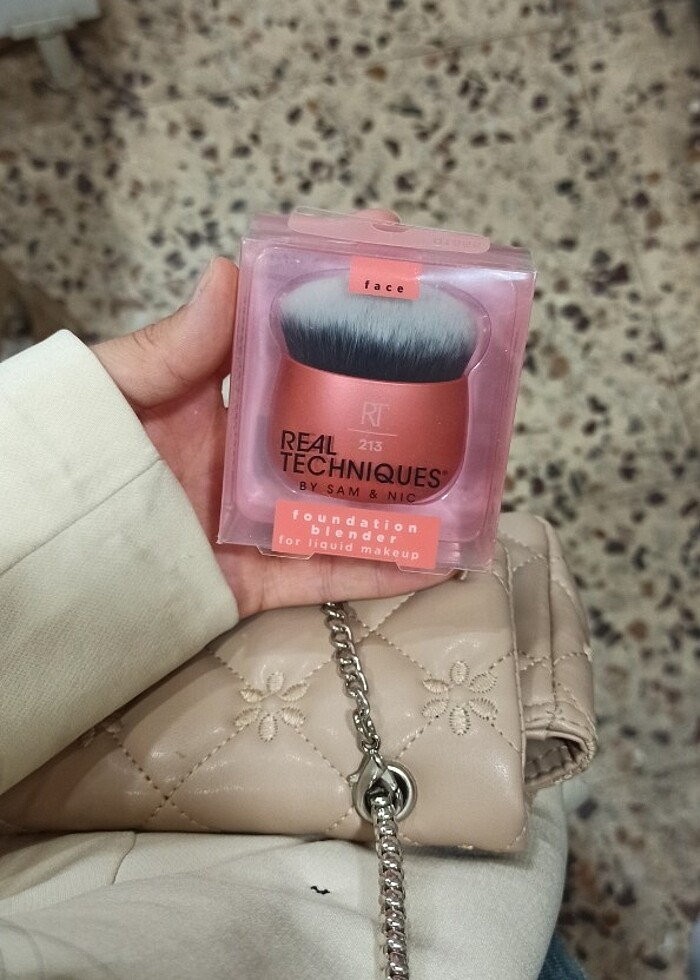 face
RT
213
REAL
TECHNIQUES®
BY SAM & NIC
foundation
blender
for liquid makeup